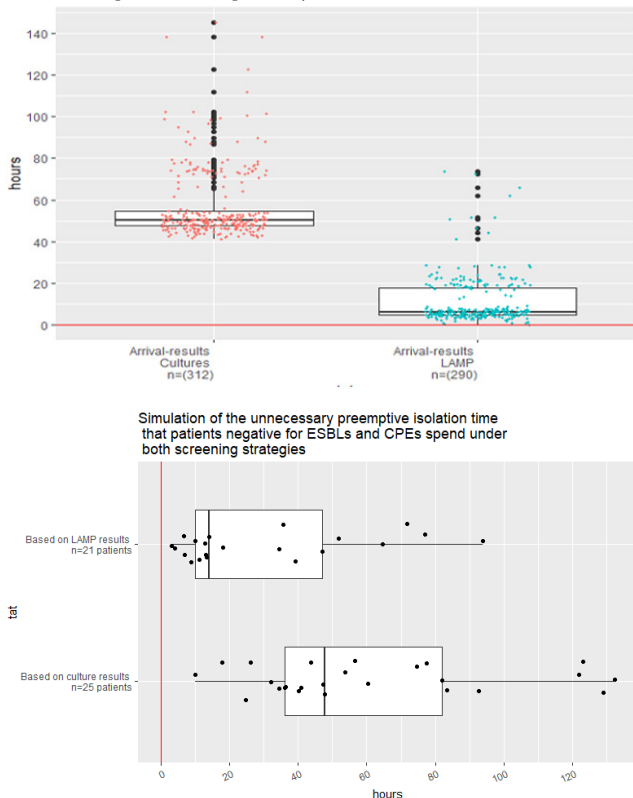 140
120
100
80
60
40
20
0
hours
Arrival-results
Cultures
n=(312)
Arrival-results
LAMP
n=(290)
Simulation of the unnecessary preemptive isolation time
that patients negative for ESBLs and CPEs spend under
both screening strategies
Based on LAMP results
n=21 patients
tat
Based on culture results
n=25 patients
0
20
40
60
80
100
120
hours